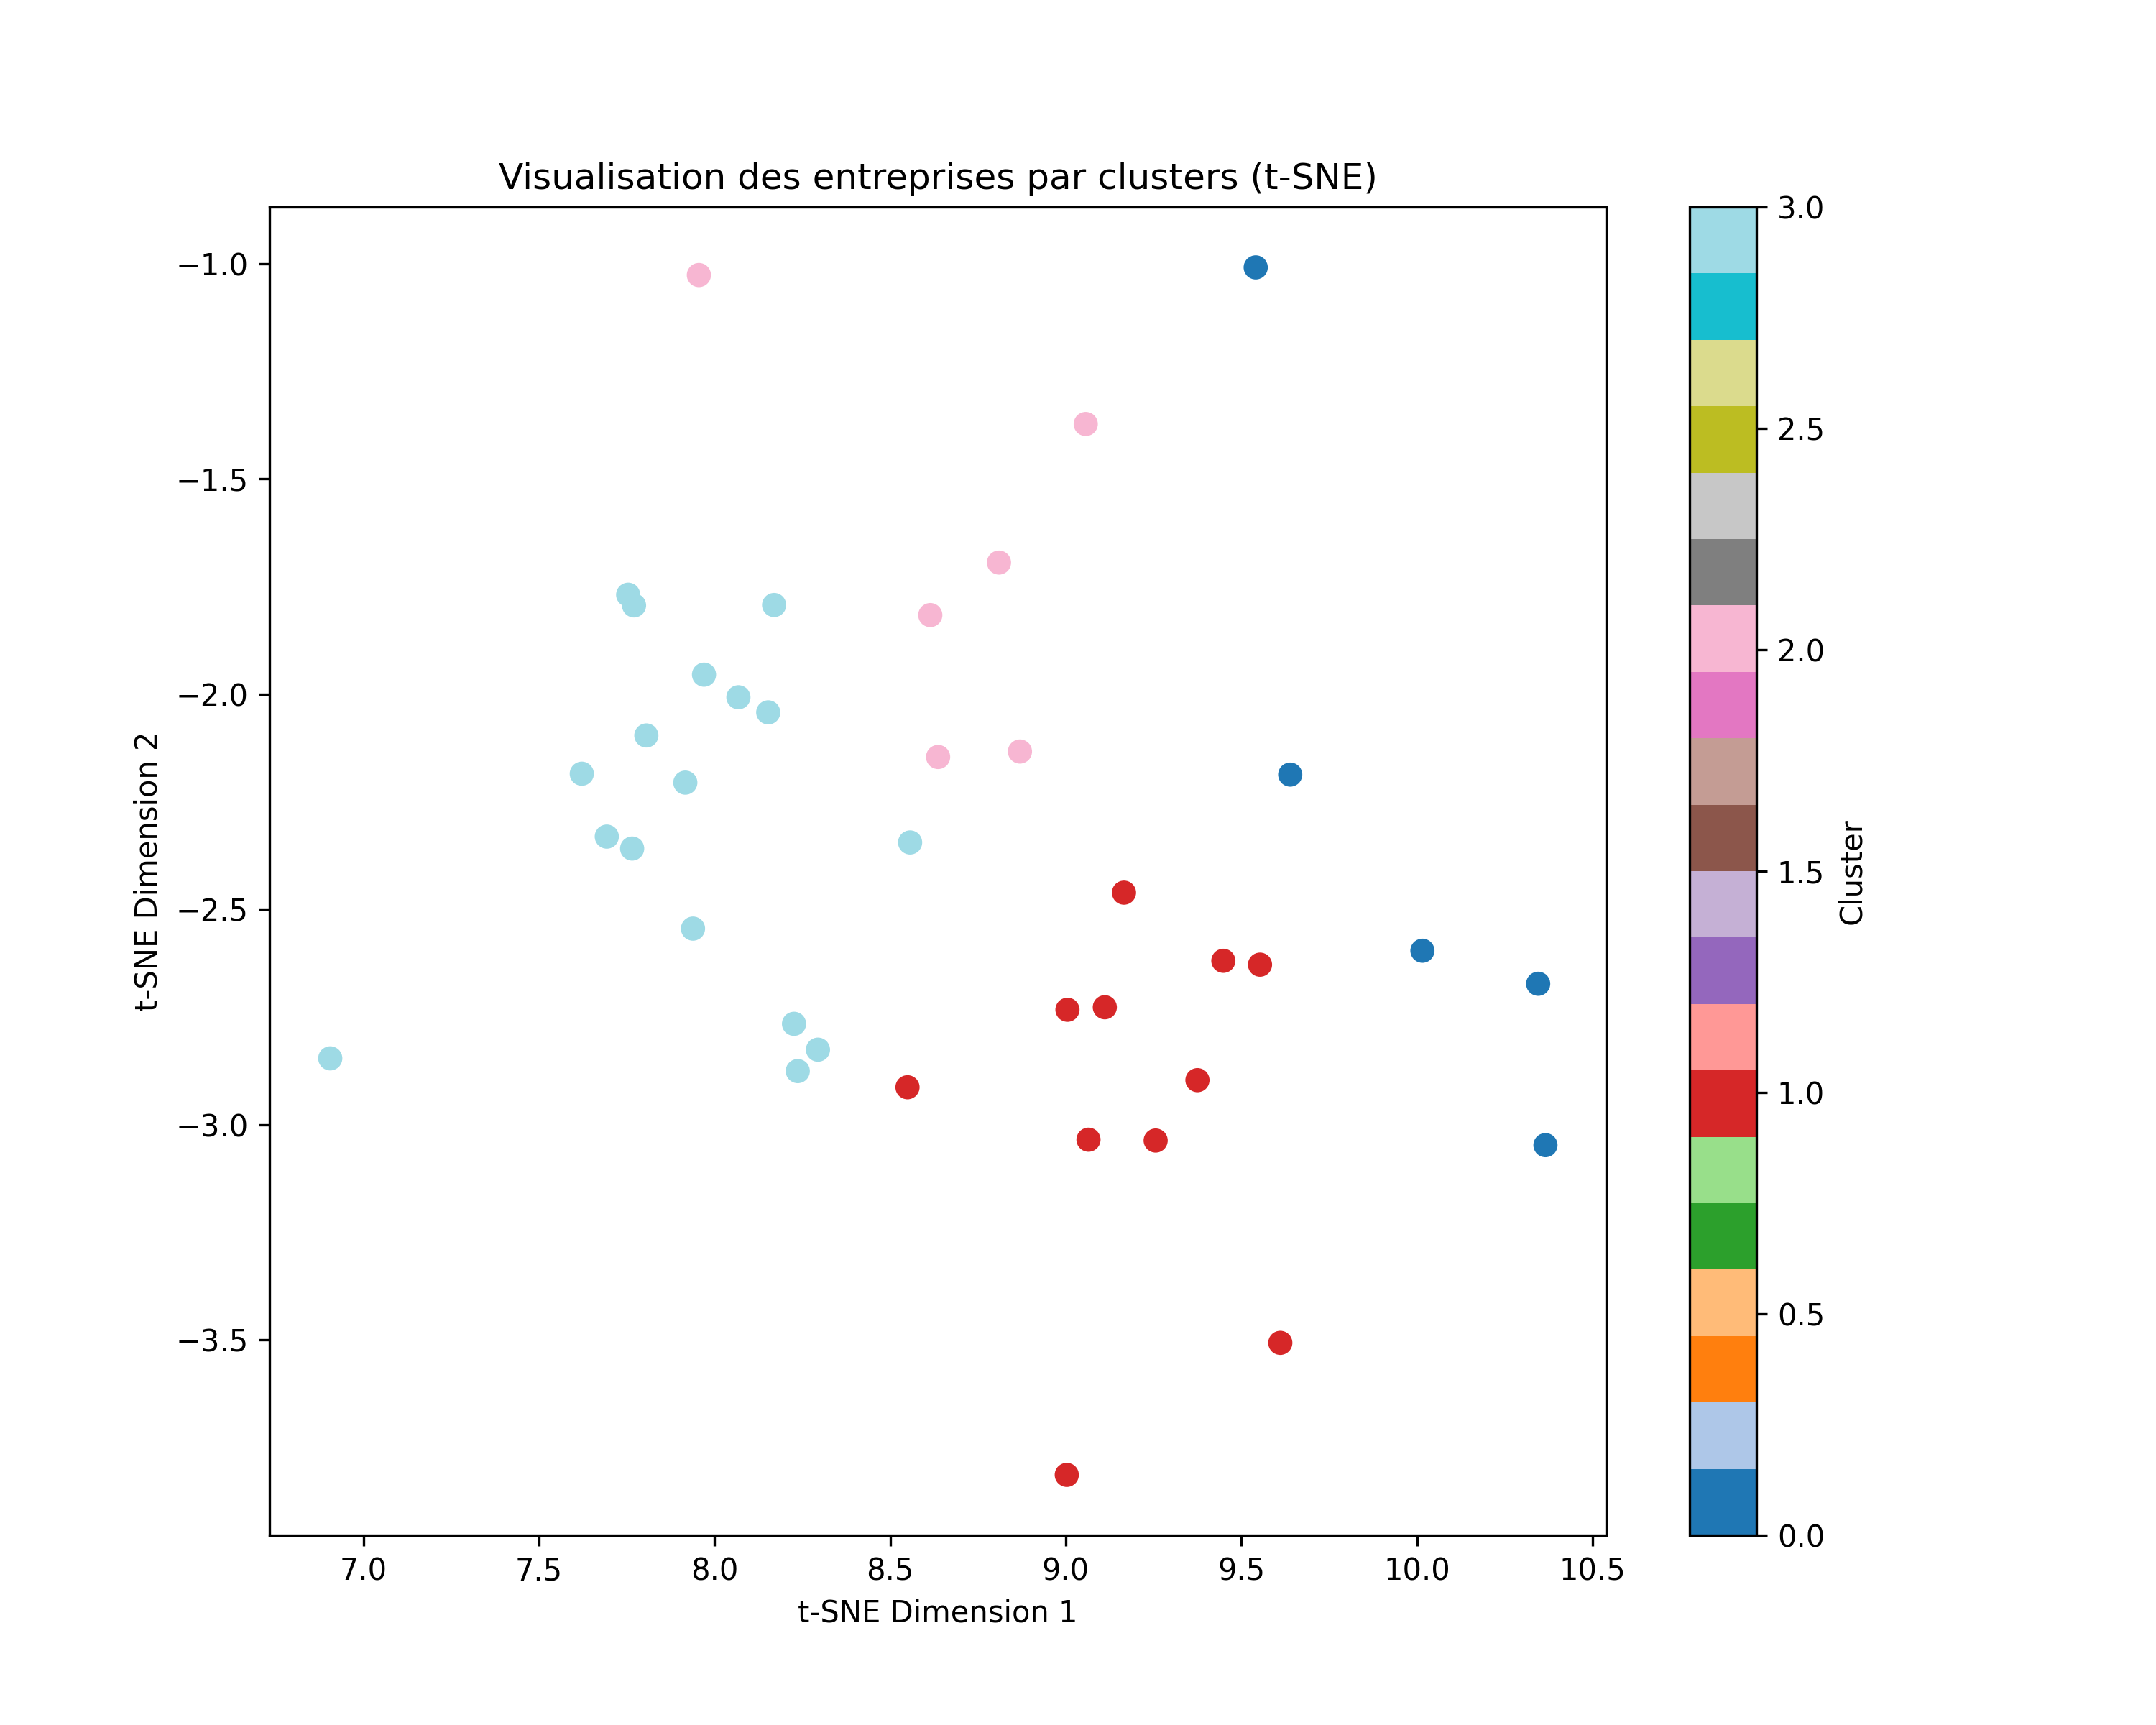 Visualisation des entreprises par clusters (t-SNE)
−1.0
−1.5
−2.0
−2.5
−3.0
−3.5
t-SNE Dimension 2
7.0 7.5 8.0 8.5 9.0 9.5 10.0 10.5
t-SNE Dimension 1
3.0
2.5
2.0
1.5
1.0
0.5
0.0
Cluster